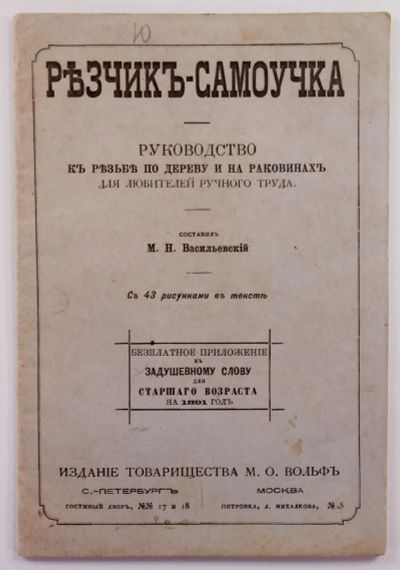 Ю
РѢЗЧИКЪ-САМОУЧКА
РУКОВОДСТВО
КЪ РѢЗЬБѢ ПО ДЕРЕВУ И НА РАКОВИНАХЪ
ДЛЯ ЛЮБИТЕЛЕЙ РУЧНОГО ТРУДА.
СОСТАВИЛЪ
М. Н. Васильевскій
Съ 43 рисунками въ текстѣ
БЕЗПЛАТНОЕ ПРИЛОЖЕНІЕ
КЪ
ЗАДУШЕВНОМУ СЛОВУ
ДЛЯ
СТАРШАГО ВОЗРАСТА
НА 1891 ГОДЪ
ИЗДАНІЕ ТОВАРИЩЕСТВА М. О. ВОЛЬФЪ
С.-ПЕТЕРБУРГЪ МОСКВА
ГОСТИНЫЙ ДВОРЪ, №№ 17 и 18 ПЕТРОВКА, Д. МИХАЛКОВА, № 5